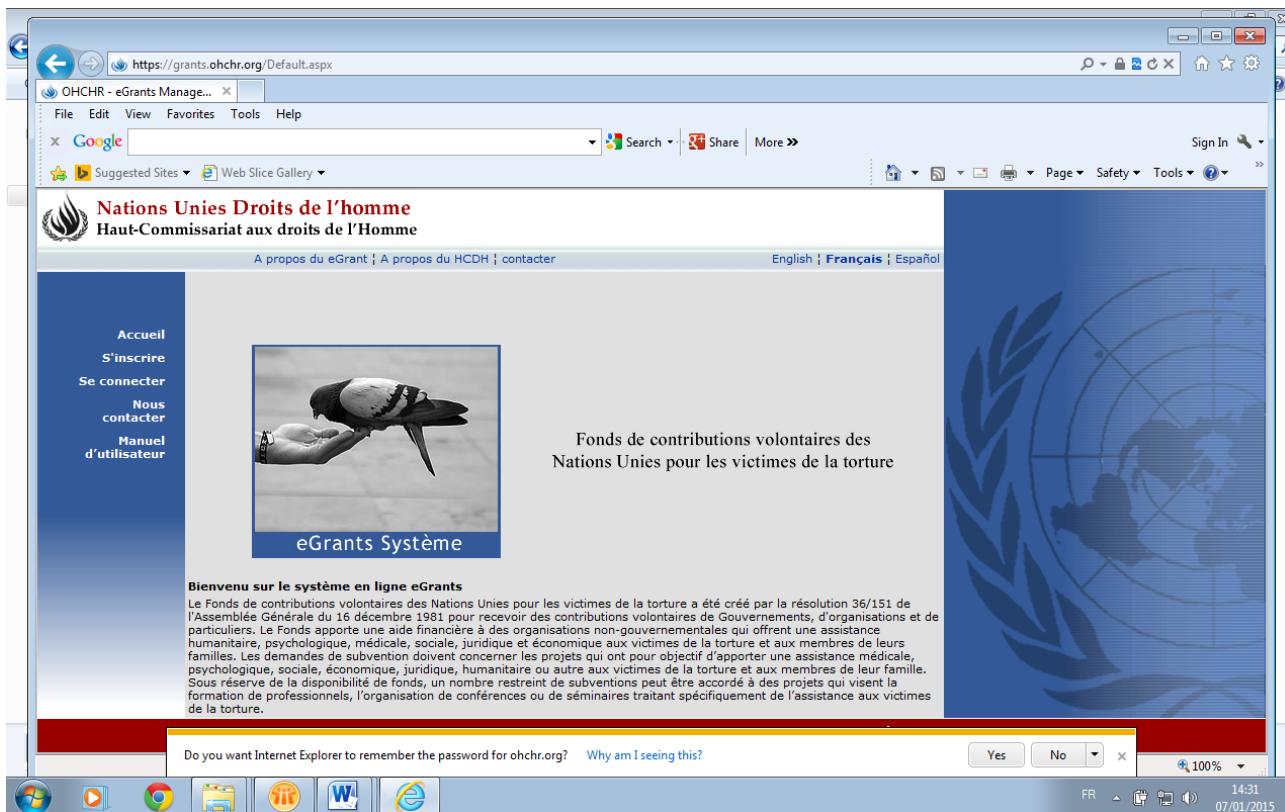 https://grants.ohchr.org/Default.aspx
OHCHR - eGrants Manage...
File Edit View Favorites Tools Help
x Google Search Share More »
Sign In
Suggested Sites Web Slice Gallery
Page Safety Tools
Nations Unies Droits de l'homme
Haut-Commissariat aux droits de l'Homme
A propos du eGrant ¦ A propos du HCDH ¦ contacter
English ¦ Français ¦ Español
Accueil
S'inscrire
Se connecter
Nous
contacter
Manuel
d'utilisateur
Fonds de contributions volontaires des
Nations Unies pour les victimes de la torture
eGrants Système
Bienvenu sur le système en ligne eGrants
Le Fonds de contributions volontaires des Nations Unies pour les victimes de la torture a été créé par la résolution 36/151 de
l'Assemblée Générale du 16 décembre 1981 pour recevoir des contributions volontaires de Gouvernements, d'organisations et de
particuliers. Le Fonds apporte une aide financière à des organisations non-gouvernementales qui offrent une assistance
humanitaire, psychologique, médicale, sociale, juridique et économique aux victimes de la torture et aux membres de leurs
familles. Les demandes de subvention doivent concerner les projets qui ont pour objectif d'apporter une assistance médicale,
psychologique, sociale, économique, juridique, humanitaire ou autre aux victimes de la torture et aux membres de leur famille.
Sous réserve de la disponibilité de fonds, un nombre restreint de subventions peut être accordé à des projets qui visent la
formation de professionnels, l'organisation de conférences ou de séminaires traitant spécifiquement de l'assistance aux victimes
de la torture.
Do you want Internet Explorer to remember the password for ohchr.org? Why am I seeing this?
Yes No
100%
FR
14:31
07/01/2015